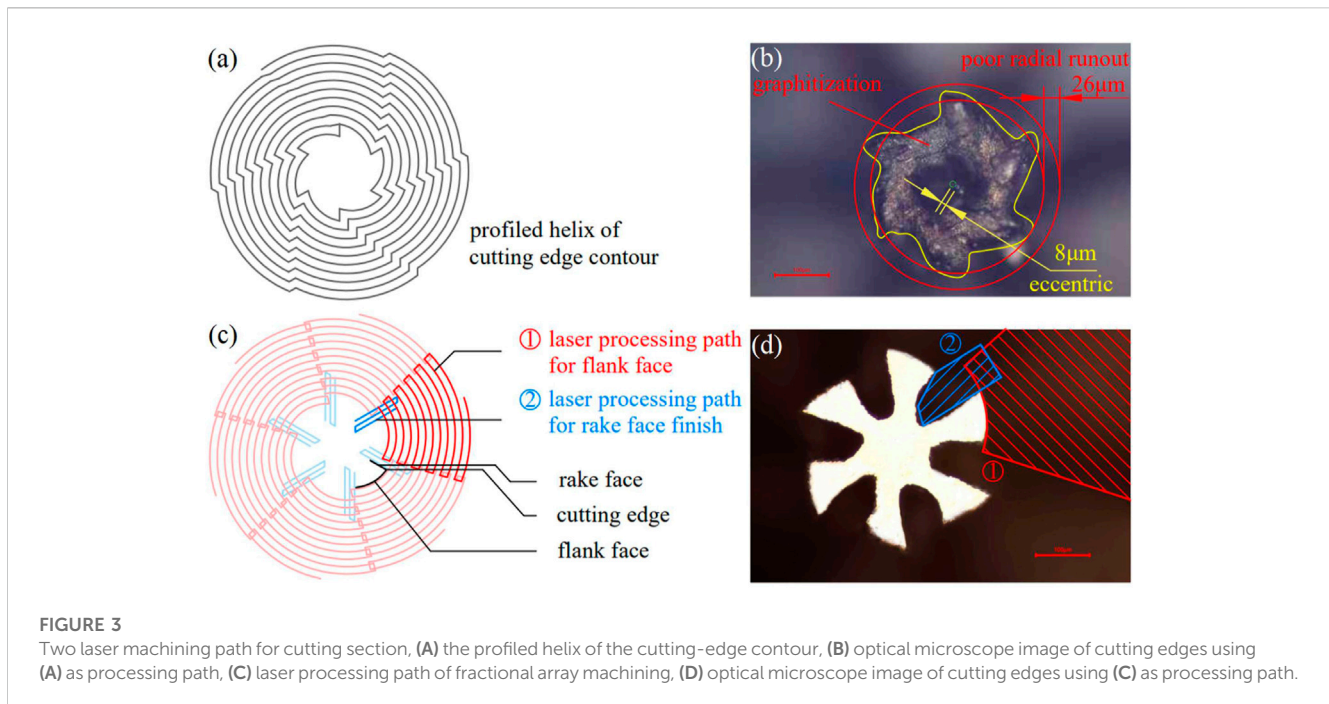 (a)
profiled helix of
cutting edge contour
(b)
poor radial runout
graphitization
26μm
8μm
eccentric
(c)
① laser processing path
for flank face
② laser processing path
for rake face finish
rake face
cutting edge
flank face
(d)
②
①
100μm
FIGURE 3
Two laser machining path for cutting section, (A) the profiled helix of the cutting-edge contour, (B) optical microscope image of cutting edges using
(A) as processing path, (C) laser processing path of fractional array machining, (D) optical microscope image of cutting edges using (C) as processing path.